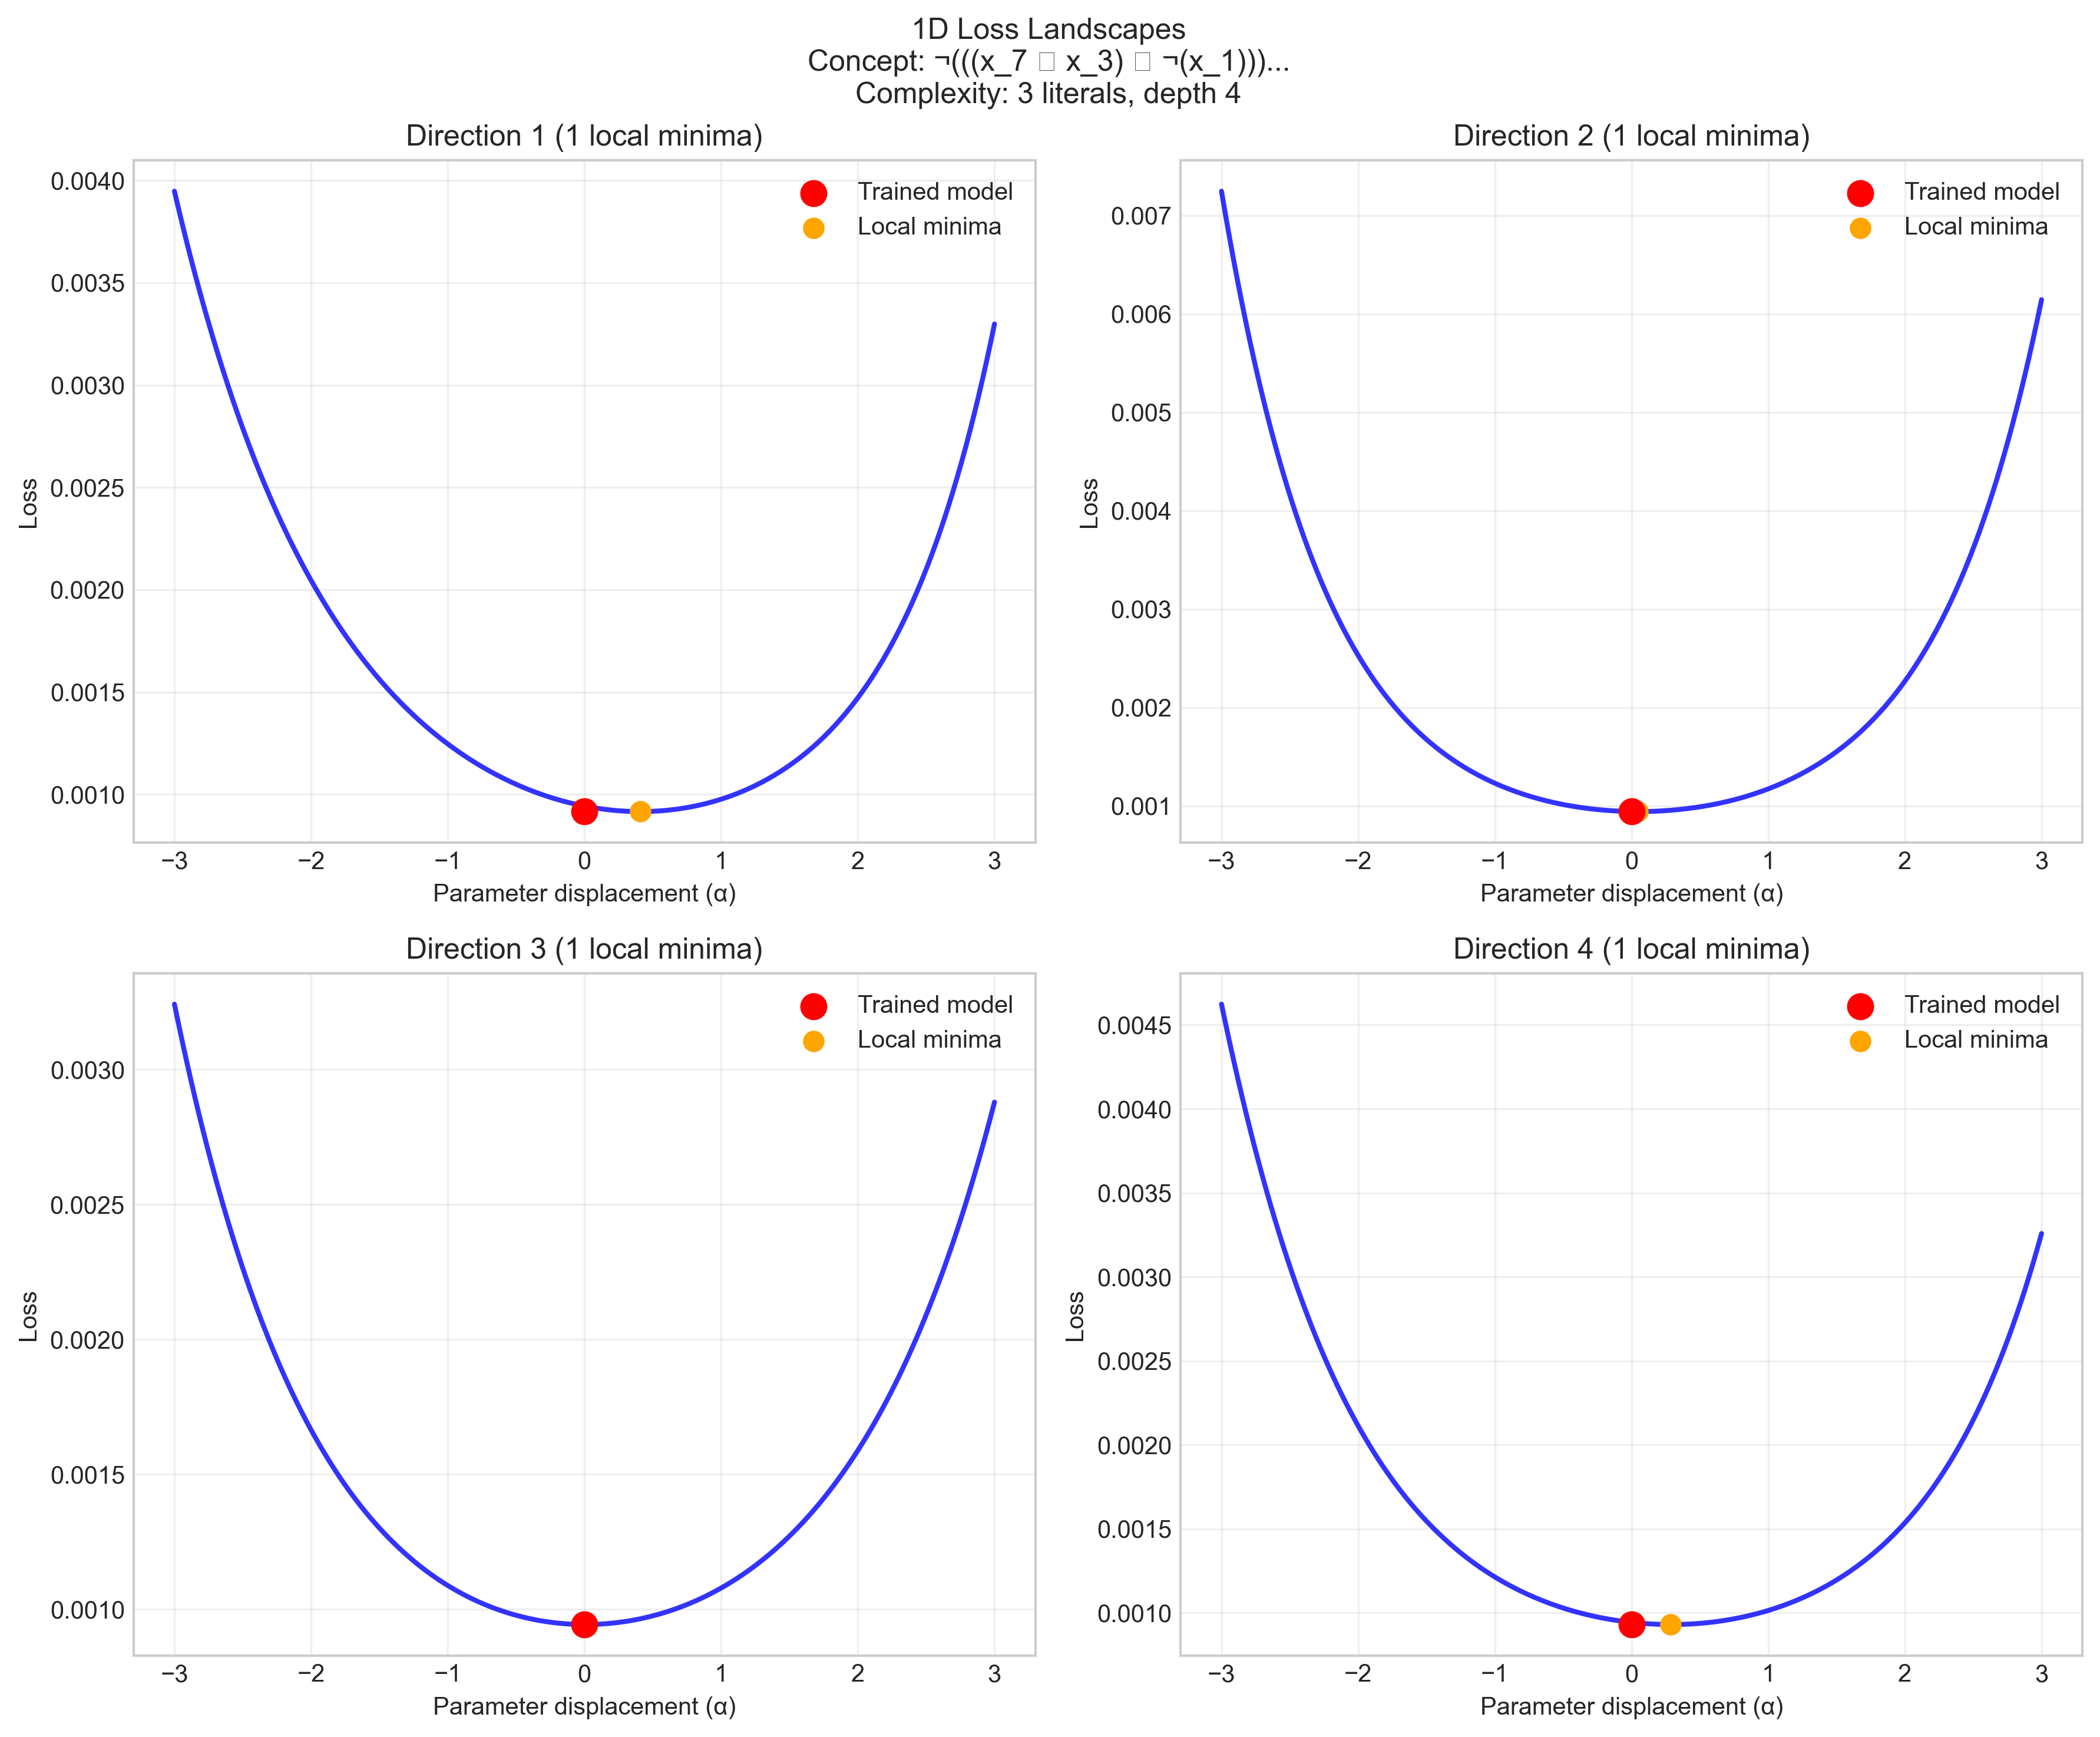 1D Loss Landscapes
Concept: ¬(((x_7 □ x_3) □ ¬(x_1)))...
Complexity: 3 literals, depth 4
Direction 1 (1 local minima)
Trained model
Local minima
0.0040
0.0035
0.0030
0.0025
0.0020
0.0015
0.0010
Loss
−3 −2 −1 0 1 2 3
Parameter displacement (α)
Direction 2 (1 local minima)
Trained model
Local minima
0.007
0.006
0.005
0.004
0.003
0.002
0.001
Loss
−3 −2 −1 0 1 2 3
Parameter displacement (α)
Direction 3 (1 local minima)
Trained model
Local minima
0.0030
0.0025
0.0020
0.0015
0.0010
Loss
−3 −2 −1 0 1 2 3
Parameter displacement (α)
Direction 4 (1 local minima)
Trained model
Local minima
0.0045
0.0040
0.0035
0.0030
0.0025
0.0020
0.0015
0.0010
Loss
−3 −2 −1 0 1 2 3
Parameter displacement (α)